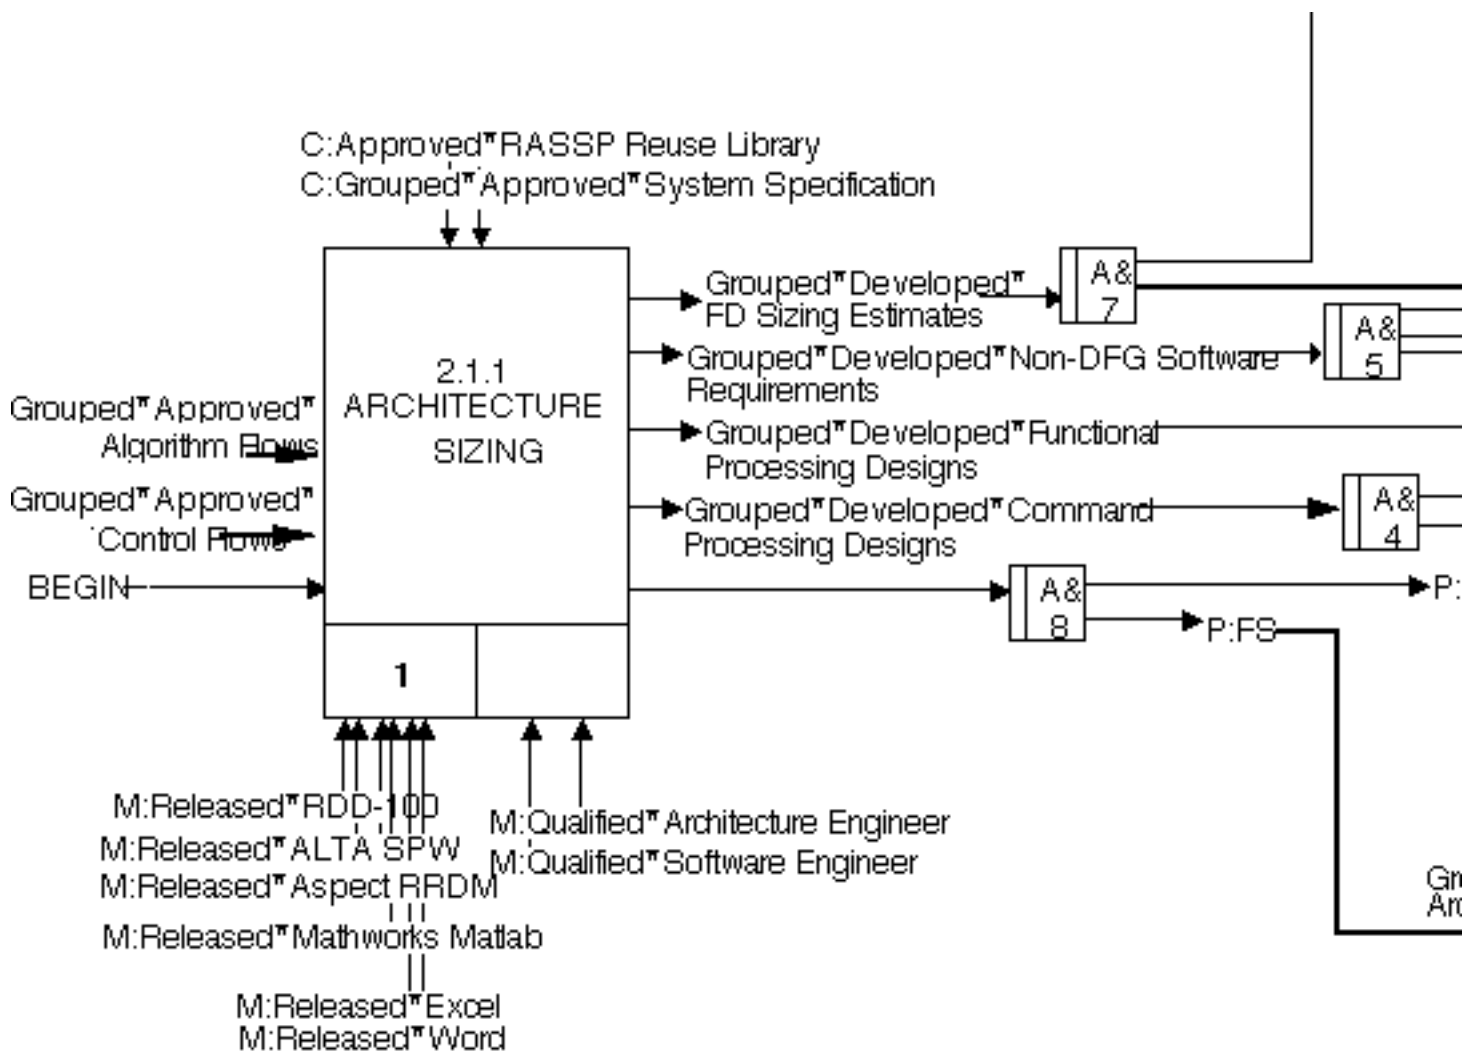 C:Approved*RASSP Reuse Library
C:Grouped*Approved*System Specification
Grouped*Developed*
FD Sizing Estimates
A&
7
A&
5
Grouped*Developed*Non-DFG Software
Requirements
2.1.1
ARCHITECTURE
SIZING
Grouped*Approved*
Algorithm Flows
Grouped*Developed*Functional
Processing Designs
Grouped*Approved*
Control Flows
Grouped*Developed*Command
Processing Designs
A&
4
BEGIN
A&
8
P:
P:FS
1
M:Released*RDD-100
M:Released*ALTA SPW
M:Released*Aspect RRDM
M:Released*Mathworks Matlab
M:Released*Excel
M:Released*Word
M:Qualified*Architecture Engineer
M:Qualified*Software Engineer
Gr
Arc